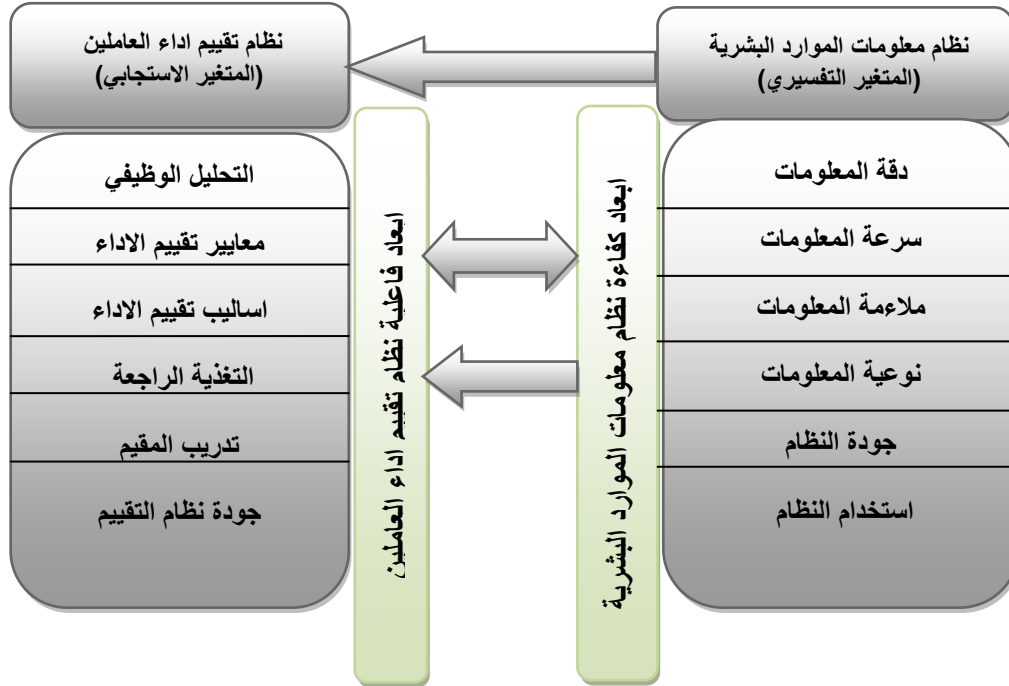 نظام معلومات الموارد البشرية
(المتغير التفسيري)
نظام تقييم اداء العاملين
(المتغير الاستجابي)
دقة المعلومات
سرعة المعلومات
ملاءمة المعلومات
نوعية المعلومات
جودة النظام
استخدام النظام
ابعاد كفاءة نظام معلومات الموارد البشرية
ابعاد فاعلية نظام تقييم اداء العاملين
التحليل الوظيفي
معايير تقييم الاداء
اساليب تقييم الاداء
التغذية الراجعة
تدريب المقيم
جودة نظام التقييم